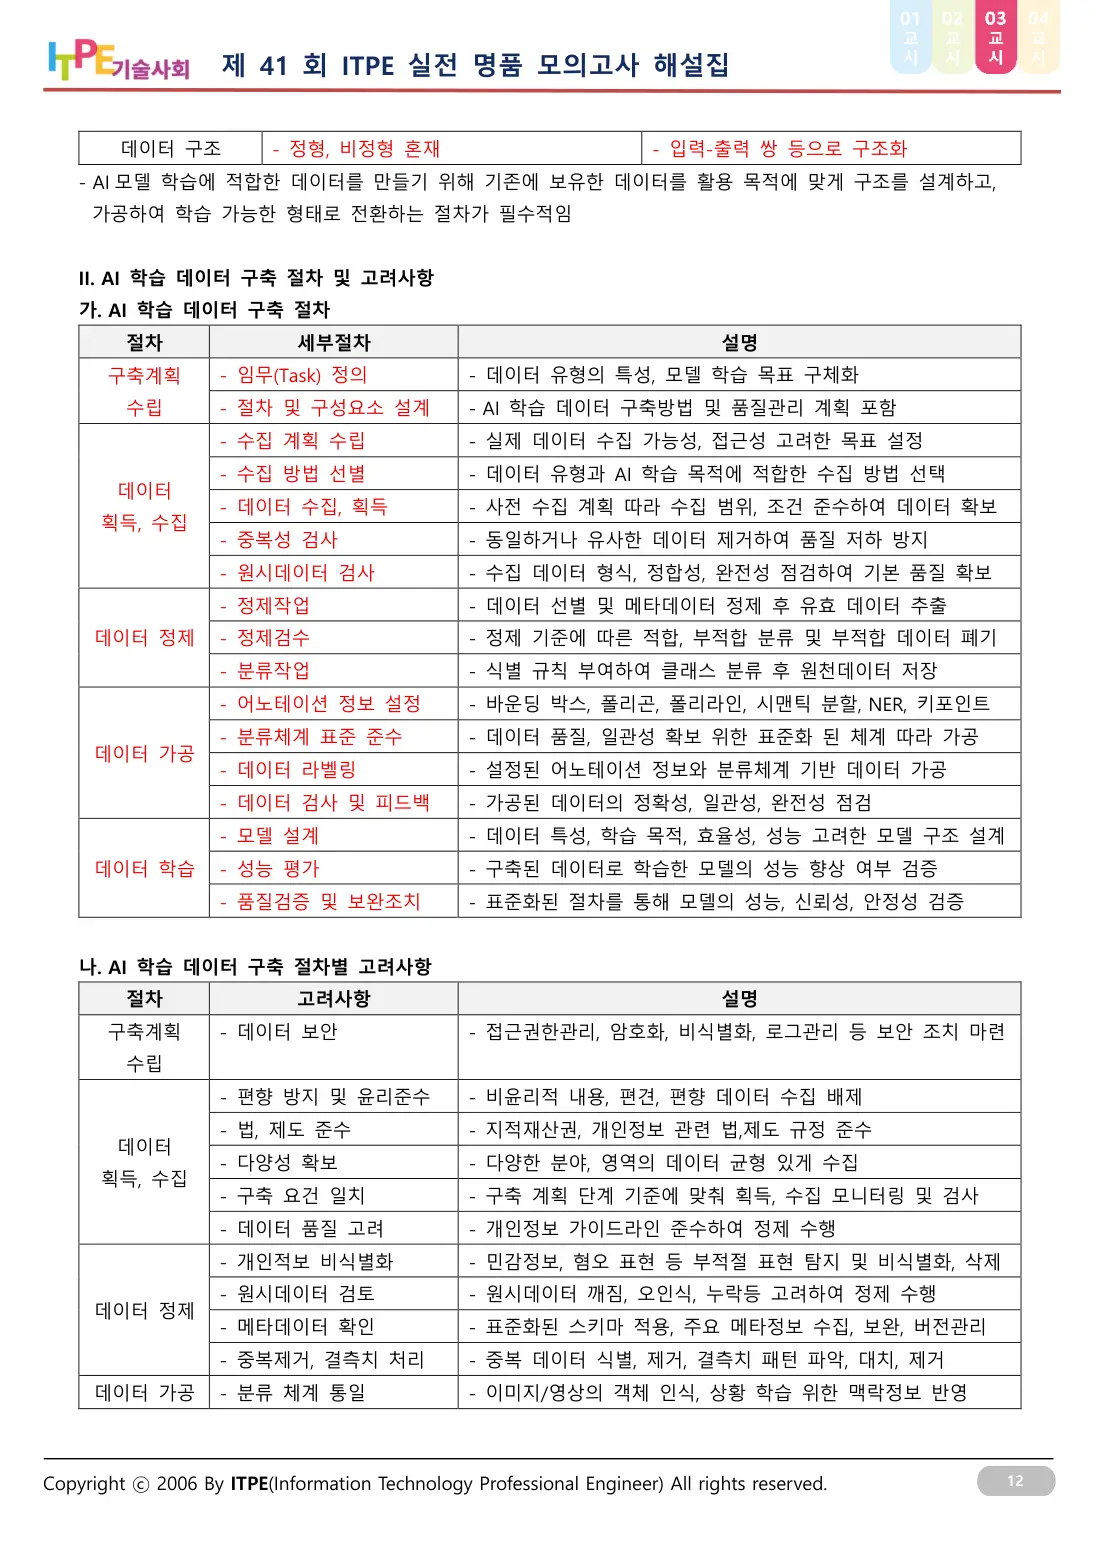 01 교시 02 교시 03 교시 04 교시
ITPE기술사회 제 41 회 ITPE 실전 명품 모의고사 해설집
데이터 구조 - 정형, 비정형 혼재 - 입력-출력 쌍 등으로 구조화
- AI 모델 학습에 적합한 데이터를 만들기 위해 기존에 보유한 데이터를 활용 목적에 맞게 구조를 설계하고,
가공하여 학습 가능한 형태로 전환하는 절차가 필수적임
II. AI 학습 데이터 구축 절차 및 고려사항
가. AI 학습 데이터 구축 절차
절차 세부절차 설명
구축계획 수립 - 임무(Task) 정의 - 데이터 유형의 특성, 모델 학습 목표 구체화
- 절차 및 구성요소 설계 - AI 학습 데이터 구축방법 및 품질관리 계획 포함
데이터 획득, 수집 - 수집 계획 수립 - 실제 데이터 수집 가능성, 접근성 고려한 목표 설정
- 수집 방법 선별 - 데이터 유형과 AI 학습 목적에 적합한 수집 방법 선택
- 데이터 수집, 획득 - 사전 수집 계획 따라 수집 범위, 조건 준수하여 데이터 확보
- 중복성 검사 - 동일하거나 유사한 데이터 제거하여 품질 저하 방지
- 원시데이터 검사 - 수집 데이터 형식, 정합성, 완전성 점검하여 기본 품질 확보
데이터 정제 - 정제작업 - 데이터 선별 및 메타데이터 정제 후 유효 데이터 추출
- 정제검수 - 정제 기준에 따른 적합, 부적합 분류 및 부적합 데이터 폐기
- 분류작업 - 식별 규칙 부여하여 클래스 분류 후 원천데이터 저장
데이터 가공 - 어노테이션 정보 설정 - 바운딩 박스, 폴리곤, 폴리라인, 시맨틱 분할, NER, 키포인트
- 분류체계 표준 준수 - 데이터 품질, 일관성 확보 위한 표준화 된 체계 따라 가공
- 데이터 라벨링 - 설정된 어노테이션 정보와 분류체계 기반 데이터 가공
- 데이터 검사 및 피드백 - 가공된 데이터의 정확성, 일관성, 완전성 점검
데이터 학습 - 모델 설계 - 데이터 특성, 학습 목적, 효율성, 성능 고려한 모델 구조 설계
- 성능 평가 - 구축된 데이터로 학습한 모델의 성능 향상 여부 검증
- 품질검증 및 보완조치 - 표준화된 절차를 통해 모델의 성능, 신뢰성, 안정성 검증
나. AI 학습 데이터 구축 절차별 고려사항
절차 고려사항 설명
구축계획 수립 - 데이터 보안 - 접근권한관리, 암호화, 비식별화, 로그관리 등 보안 조치 마련
데이터 획득, 수집 - 편향 방지 및 윤리준수 - 비윤리적 내용, 편견, 편향 데이터 수집 배제
- 법, 제도 준수 - 지적재산권, 개인정보 관련 법,제도 규정 준수
- 다양성 확보 - 다양한 분야, 영역의 데이터 균형 있게 수집
- 구축 요건 일치 - 구축 계획 단계 기준에 맞춰 획득, 수집 모니터링 및 검사
- 데이터 품질 고려 - 개인정보 가이드라인 준수하여 정제 수행
데이터 정제 - 개인적보 비식별화 - 민감정보, 혐오 표현 등 부적절 표현 탐지 및 비식별화, 삭제
- 원시데이터 검토 - 원시데이터 깨짐, 오인식, 누락등 고려하여 정제 수행
- 메타데이터 확인 - 표준화된 스키마 적용, 주요 메타정보 수집, 보완, 버전관리
- 중복제거, 결측치 처리 - 중복 데이터 식별, 제거, 결측치 패턴 파악, 대치, 제거
데이터 가공 - 분류 체계 통일 - 이미지/영상의 객체 인식, 상황 학습 위한 맥락정보 반영
Copyright ⓒ 2006 By ITPE(Information Technology Professional Engineer) All rights reserved. 12